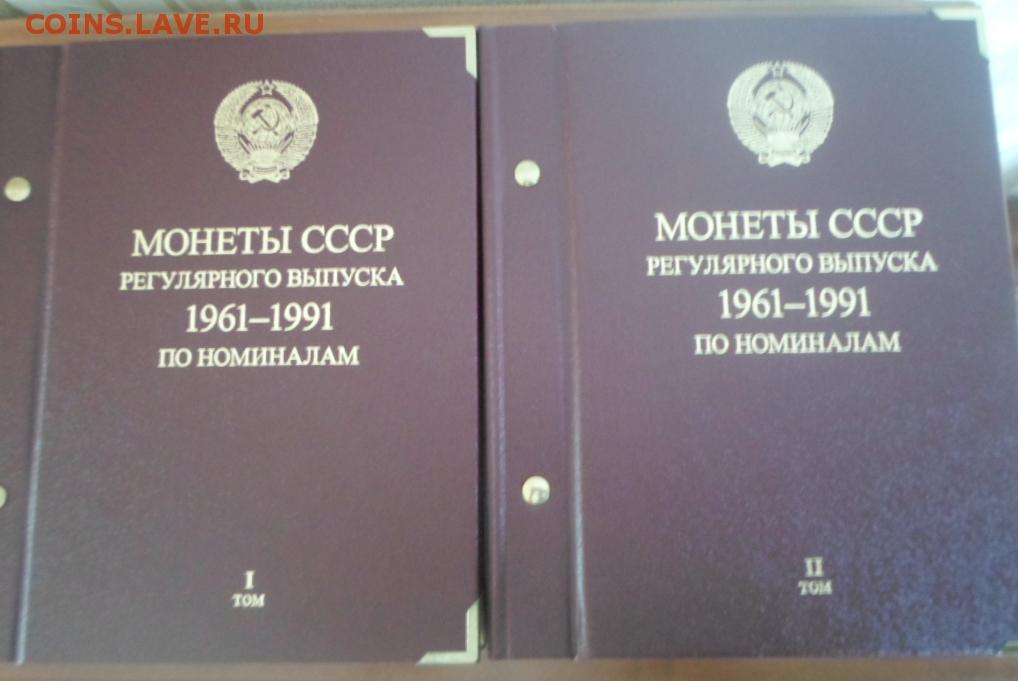 COINS.LAVE.RU
МОНЕТЫ СССР
РЕГУЛЯРНОГО ВЫПУСКА
1961–1991
ПО НОМИНАЛАМ
I
ТОМ
МОНЕТЫ СССР
РЕГУЛЯРНОГО ВЫПУСКА
1961–1991
ПО НОМИНАЛАМ
II
ТОМ